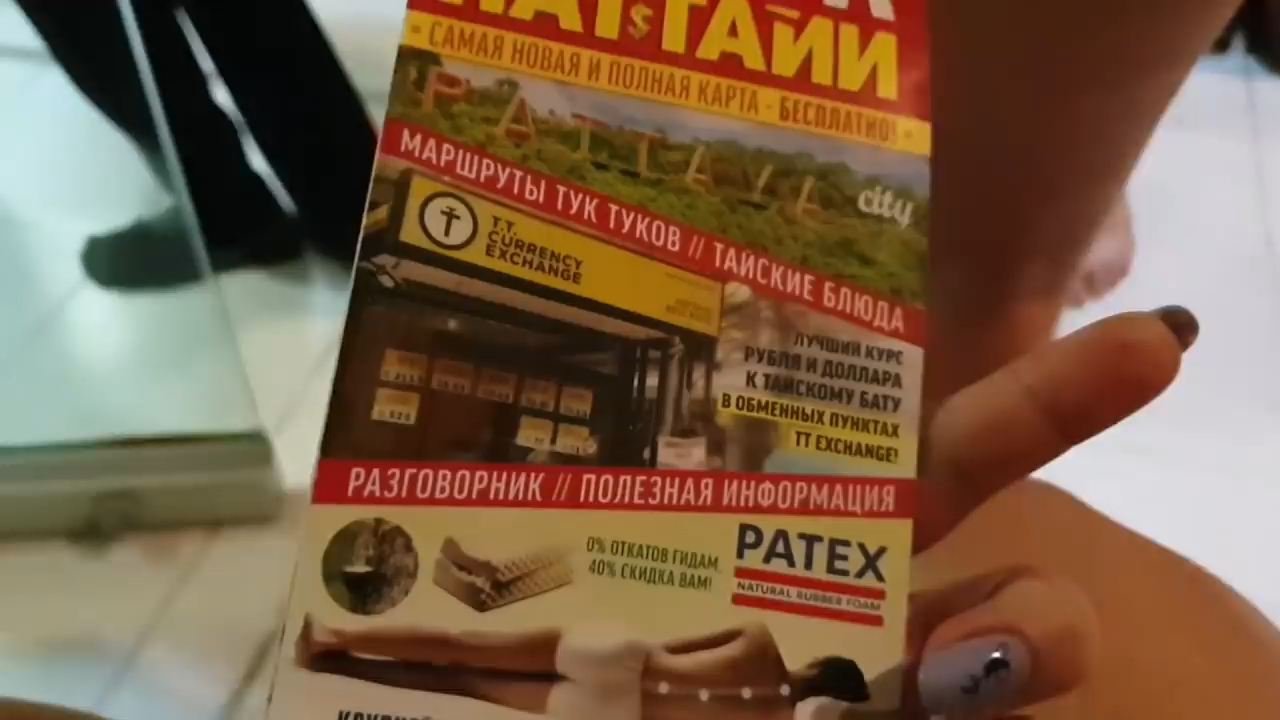 ПАТТАЙИ
- САМАЯ НОВАЯ И ПОЛНАЯ КАРТА - БЕСПЛАТНО! -
PATTAYA
city
МАРШРУТЫ ТУК ТУКОВ // ТАЙСКИЕ БЛЮДА
T.T.
CURRENCY
EXCHANGE
ЛУЧШИЙ КУРС
РУБЛЯ И ДОЛЛАРА
К ТАЙСКОМУ БАТУ
В ОБМЕННЫХ ПУНКТАХ
TT EXCHANGE!
РАЗГОВОРНИК // ПОЛЕЗНАЯ ИНФОРМАЦИЯ
0% ОТКАТОВ ГИДАМ,
40% СКИДКА ВАМ!
PATEX
NATURAL RUBBER FOAM